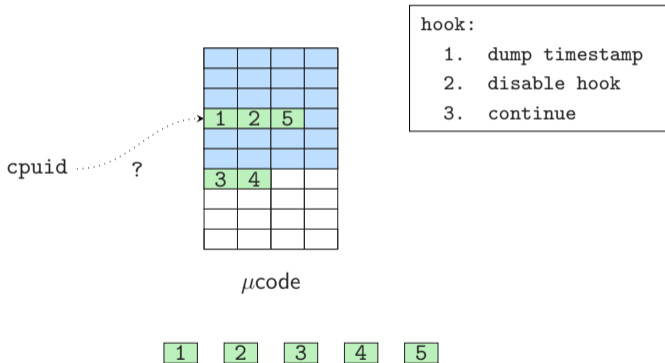 hook:
1. dump timestamp
2. disable hook
3. continue
1 2 5
cpuid
?
3 4
μcode
1 2 3 4 5